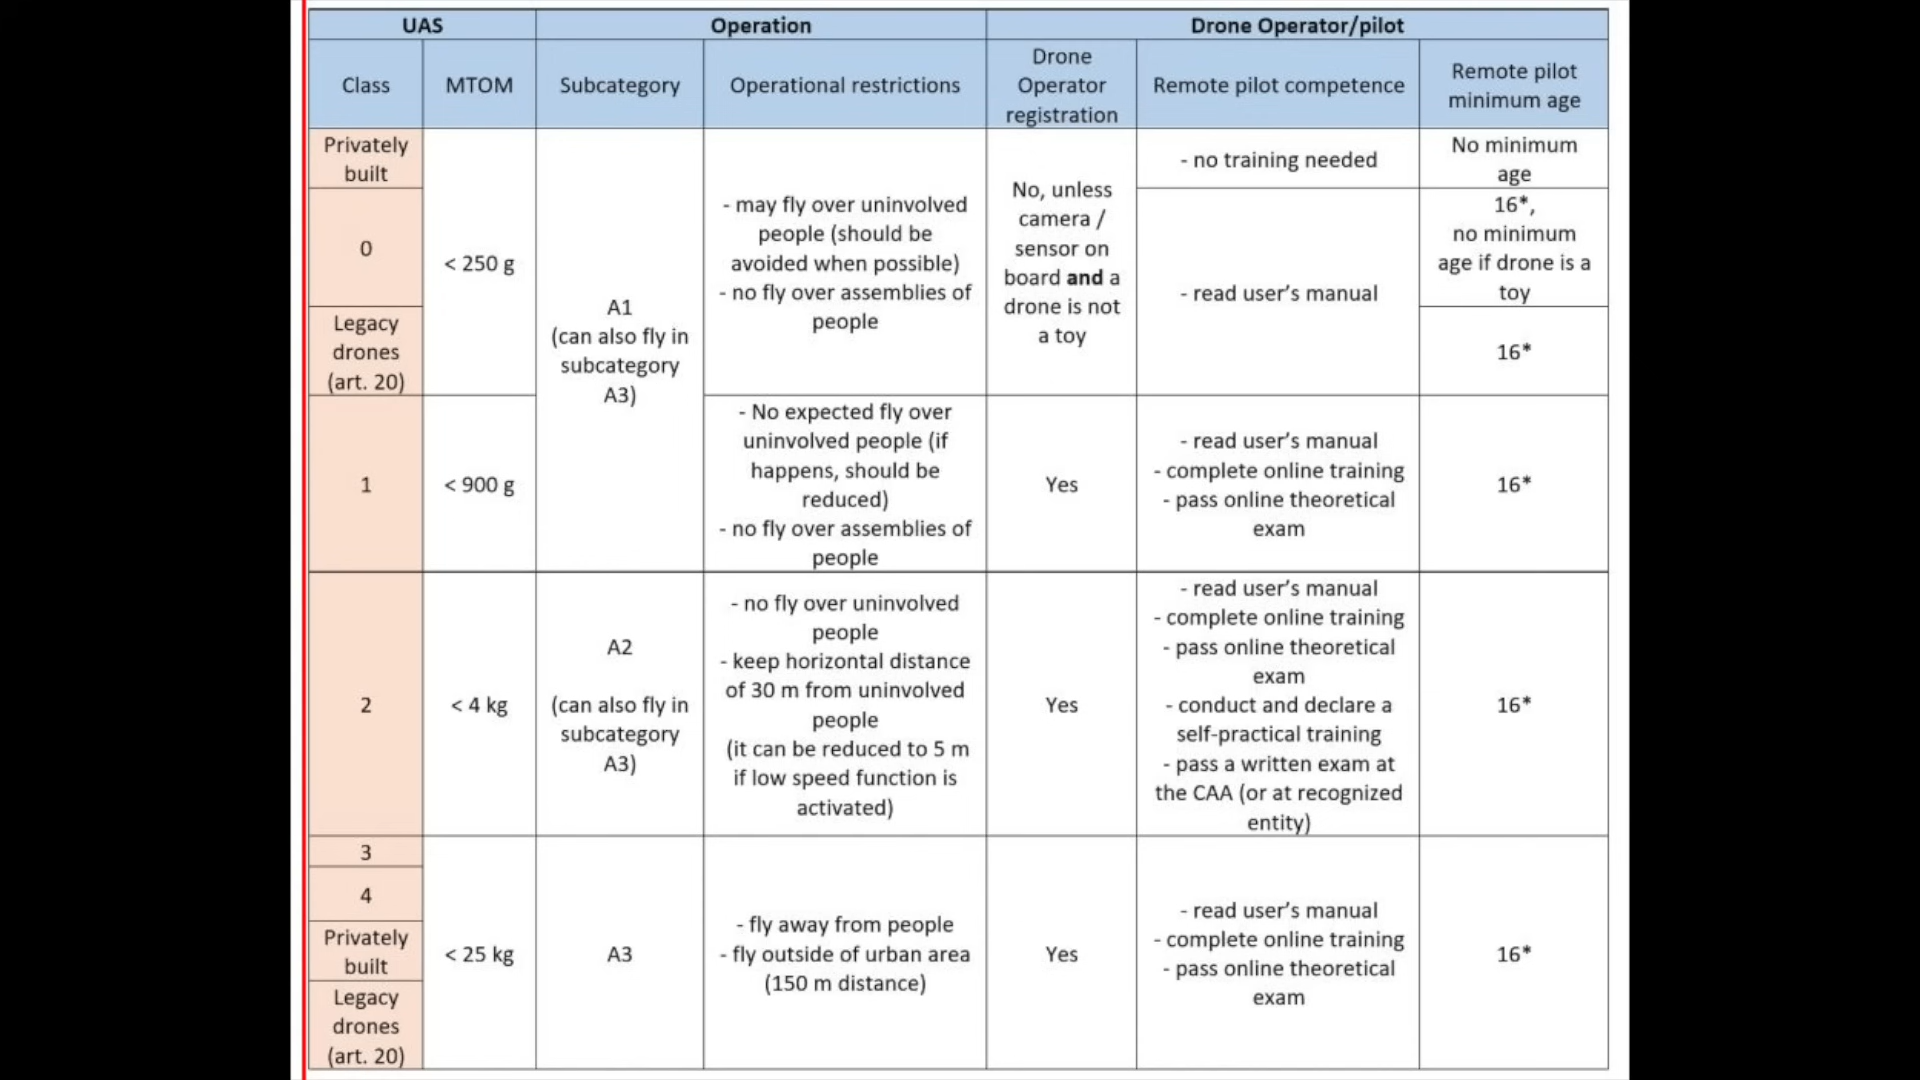 UAS
Operation
Drone Operator/pilot
Class
MTOM
Subcategory
Operational restrictions
Drone
Operator
registration
Remote pilot competence
Remote pilot
minimum age
Privately
built
< 250 g
A1
(can also fly in
subcategory
A3)
- may fly over uninvolved
people (should be
avoided when possible)
- no fly over assemblies of
people
No, unless
camera /
sensor on
board and a
drone is not
a toy
- no training needed
No minimum
age
0
- read user’s manual
16*,
no minimum
age if drone is a
toy
Legacy
drones
(art. 20)
16*
1
< 900 g
- No expected fly over
uninvolved people (if
happens, should be
reduced)
- no fly over assemblies of
people
Yes
- read user’s manual
- complete online training
- pass online theoretical
exam
16*
2
< 4 kg
A2
(can also fly in
subcategory
A3)
- no fly over uninvolved
people
- keep horizontal distance
of 30 m from uninvolved
people
(it can be reduced to 5 m
if low speed function is
activated)
Yes
- read user’s manual
- complete online training
- pass online theoretical
exam
- conduct and declare a
self-practical training
- pass a written exam at
the CAA (or at recognized
entity)
16*
3
4
Privately
built
Legacy
drones
(art. 20)
< 25 kg
A3
- fly away from people
- fly outside of urban area
(150 m distance)
Yes
- read user’s manual
- complete online training
- pass online theoretical
exam
16*